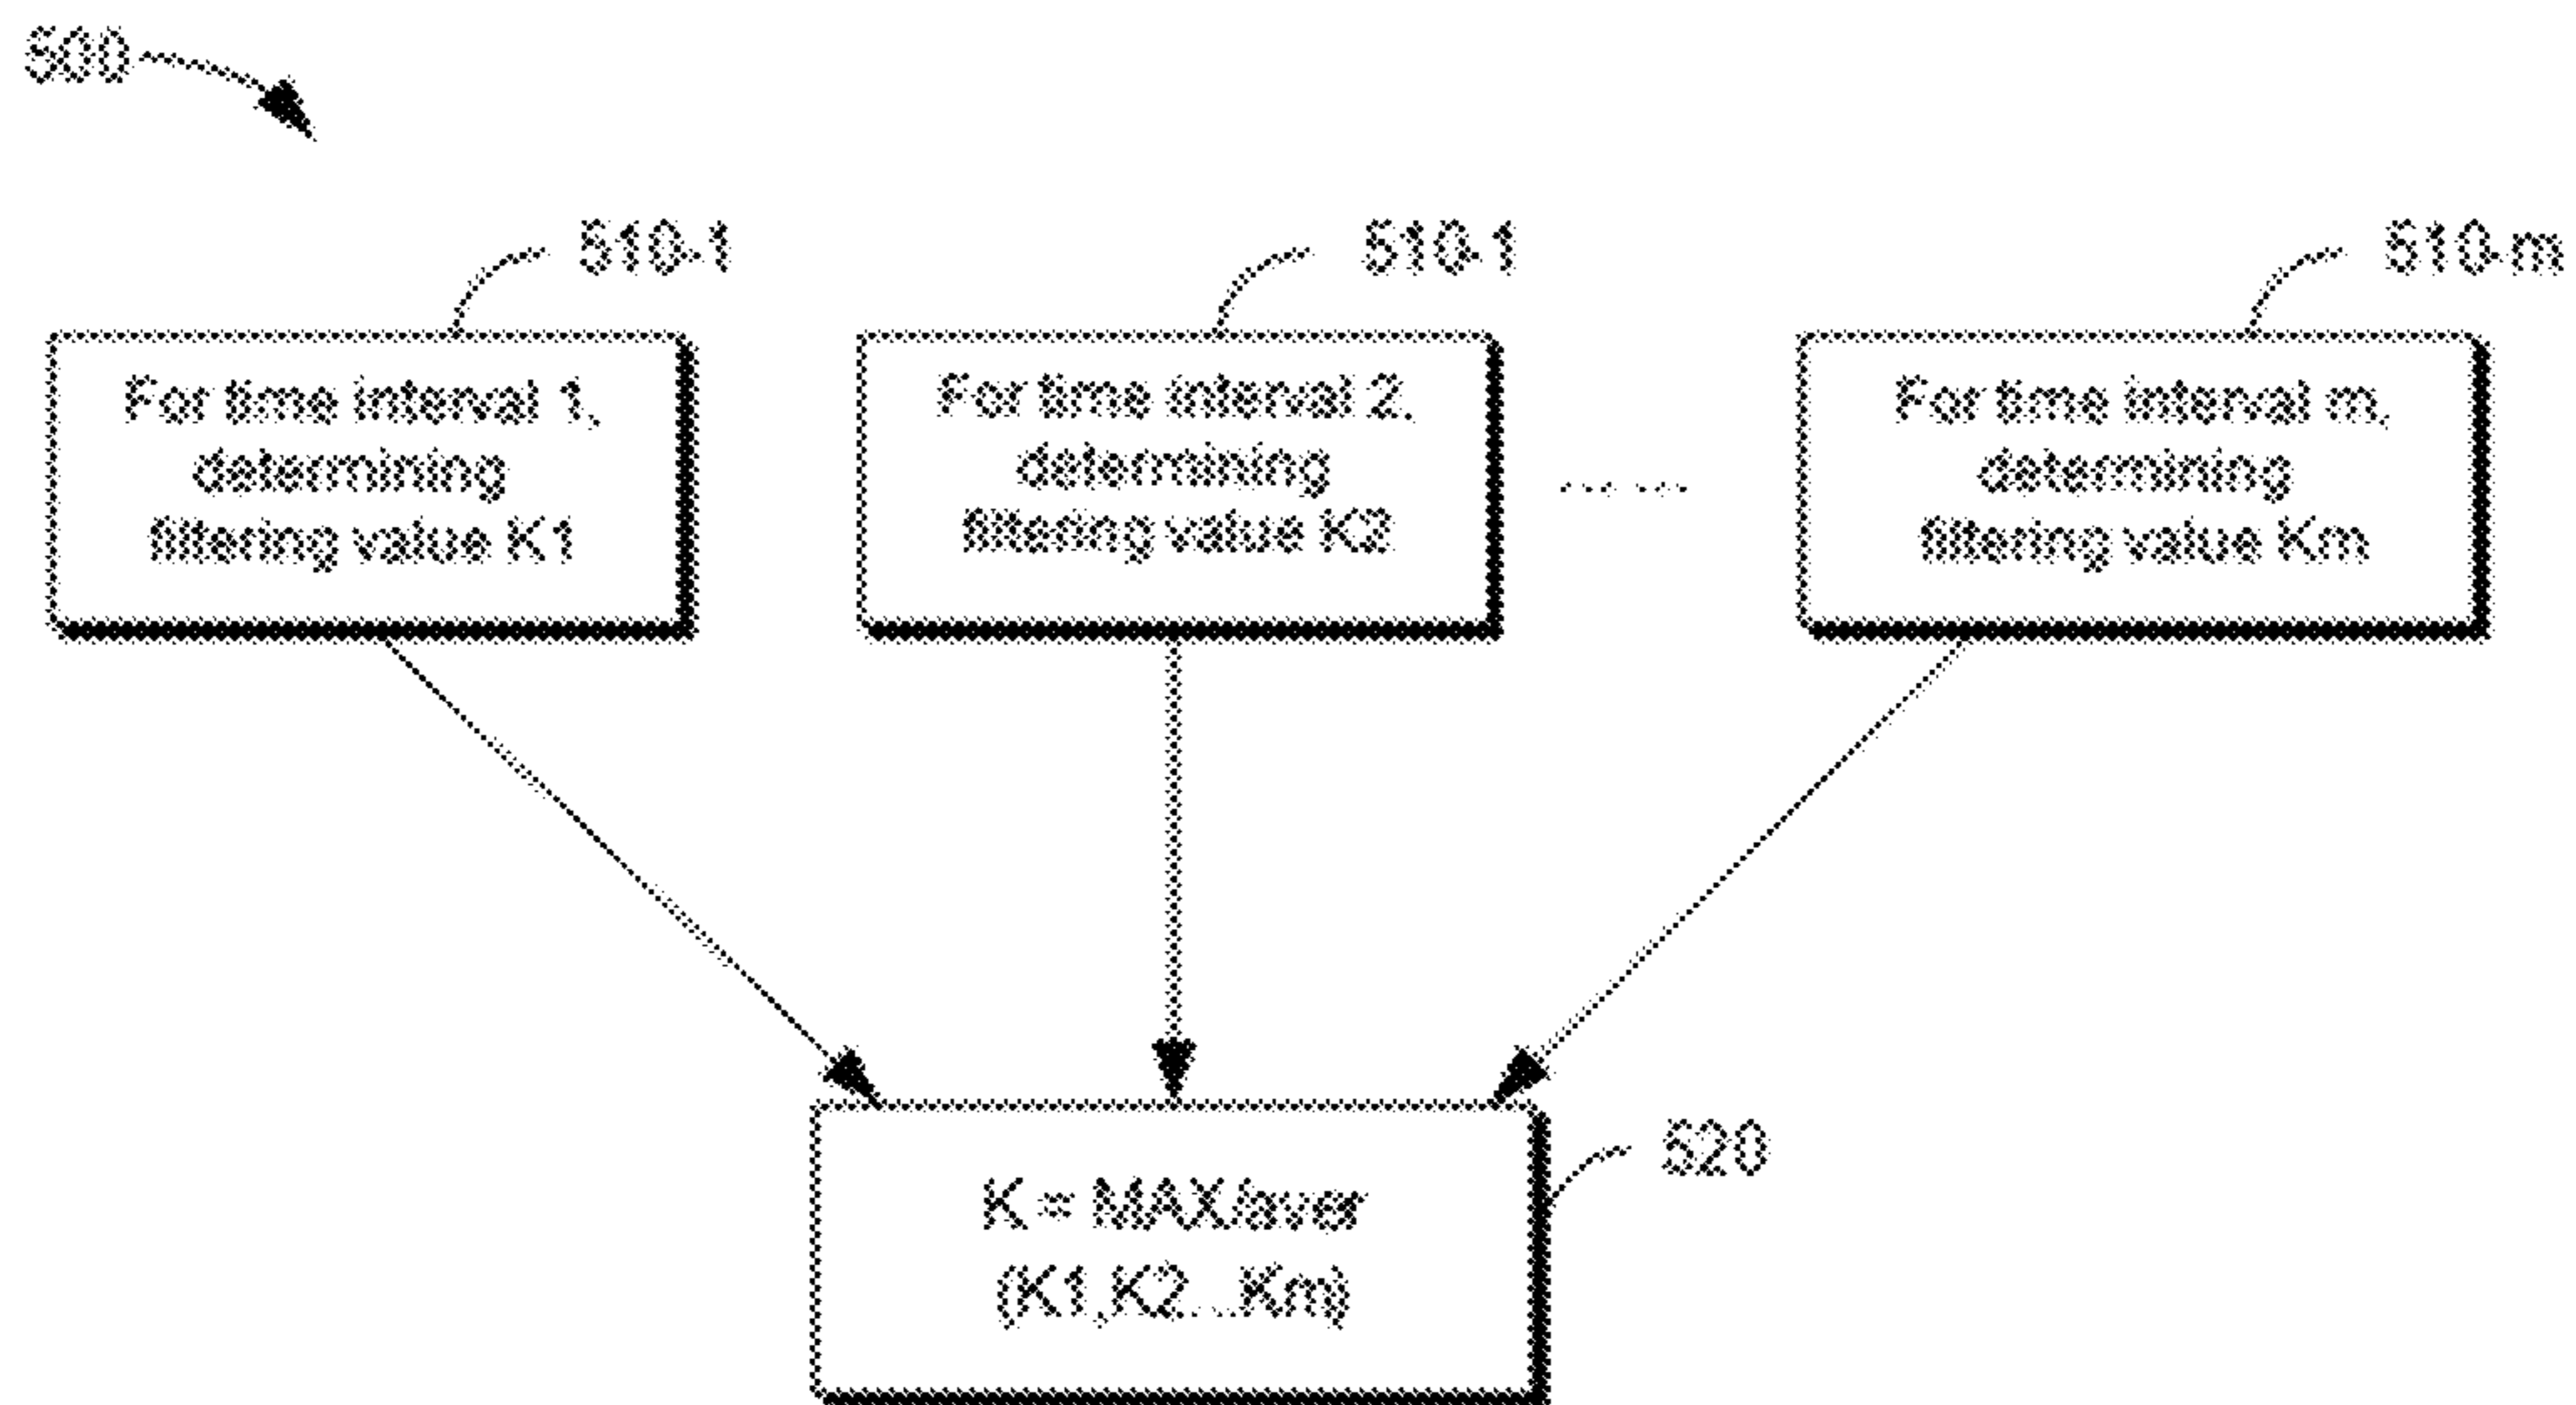 500
510-1
510-1
510-m
For time interval 1,
determining
filtering value K1
For time interval 2,
determining
filtering value K2
...
For time interval m,
determining
filtering value Km
520
K = MAX/aver
(K1,K2....Km)